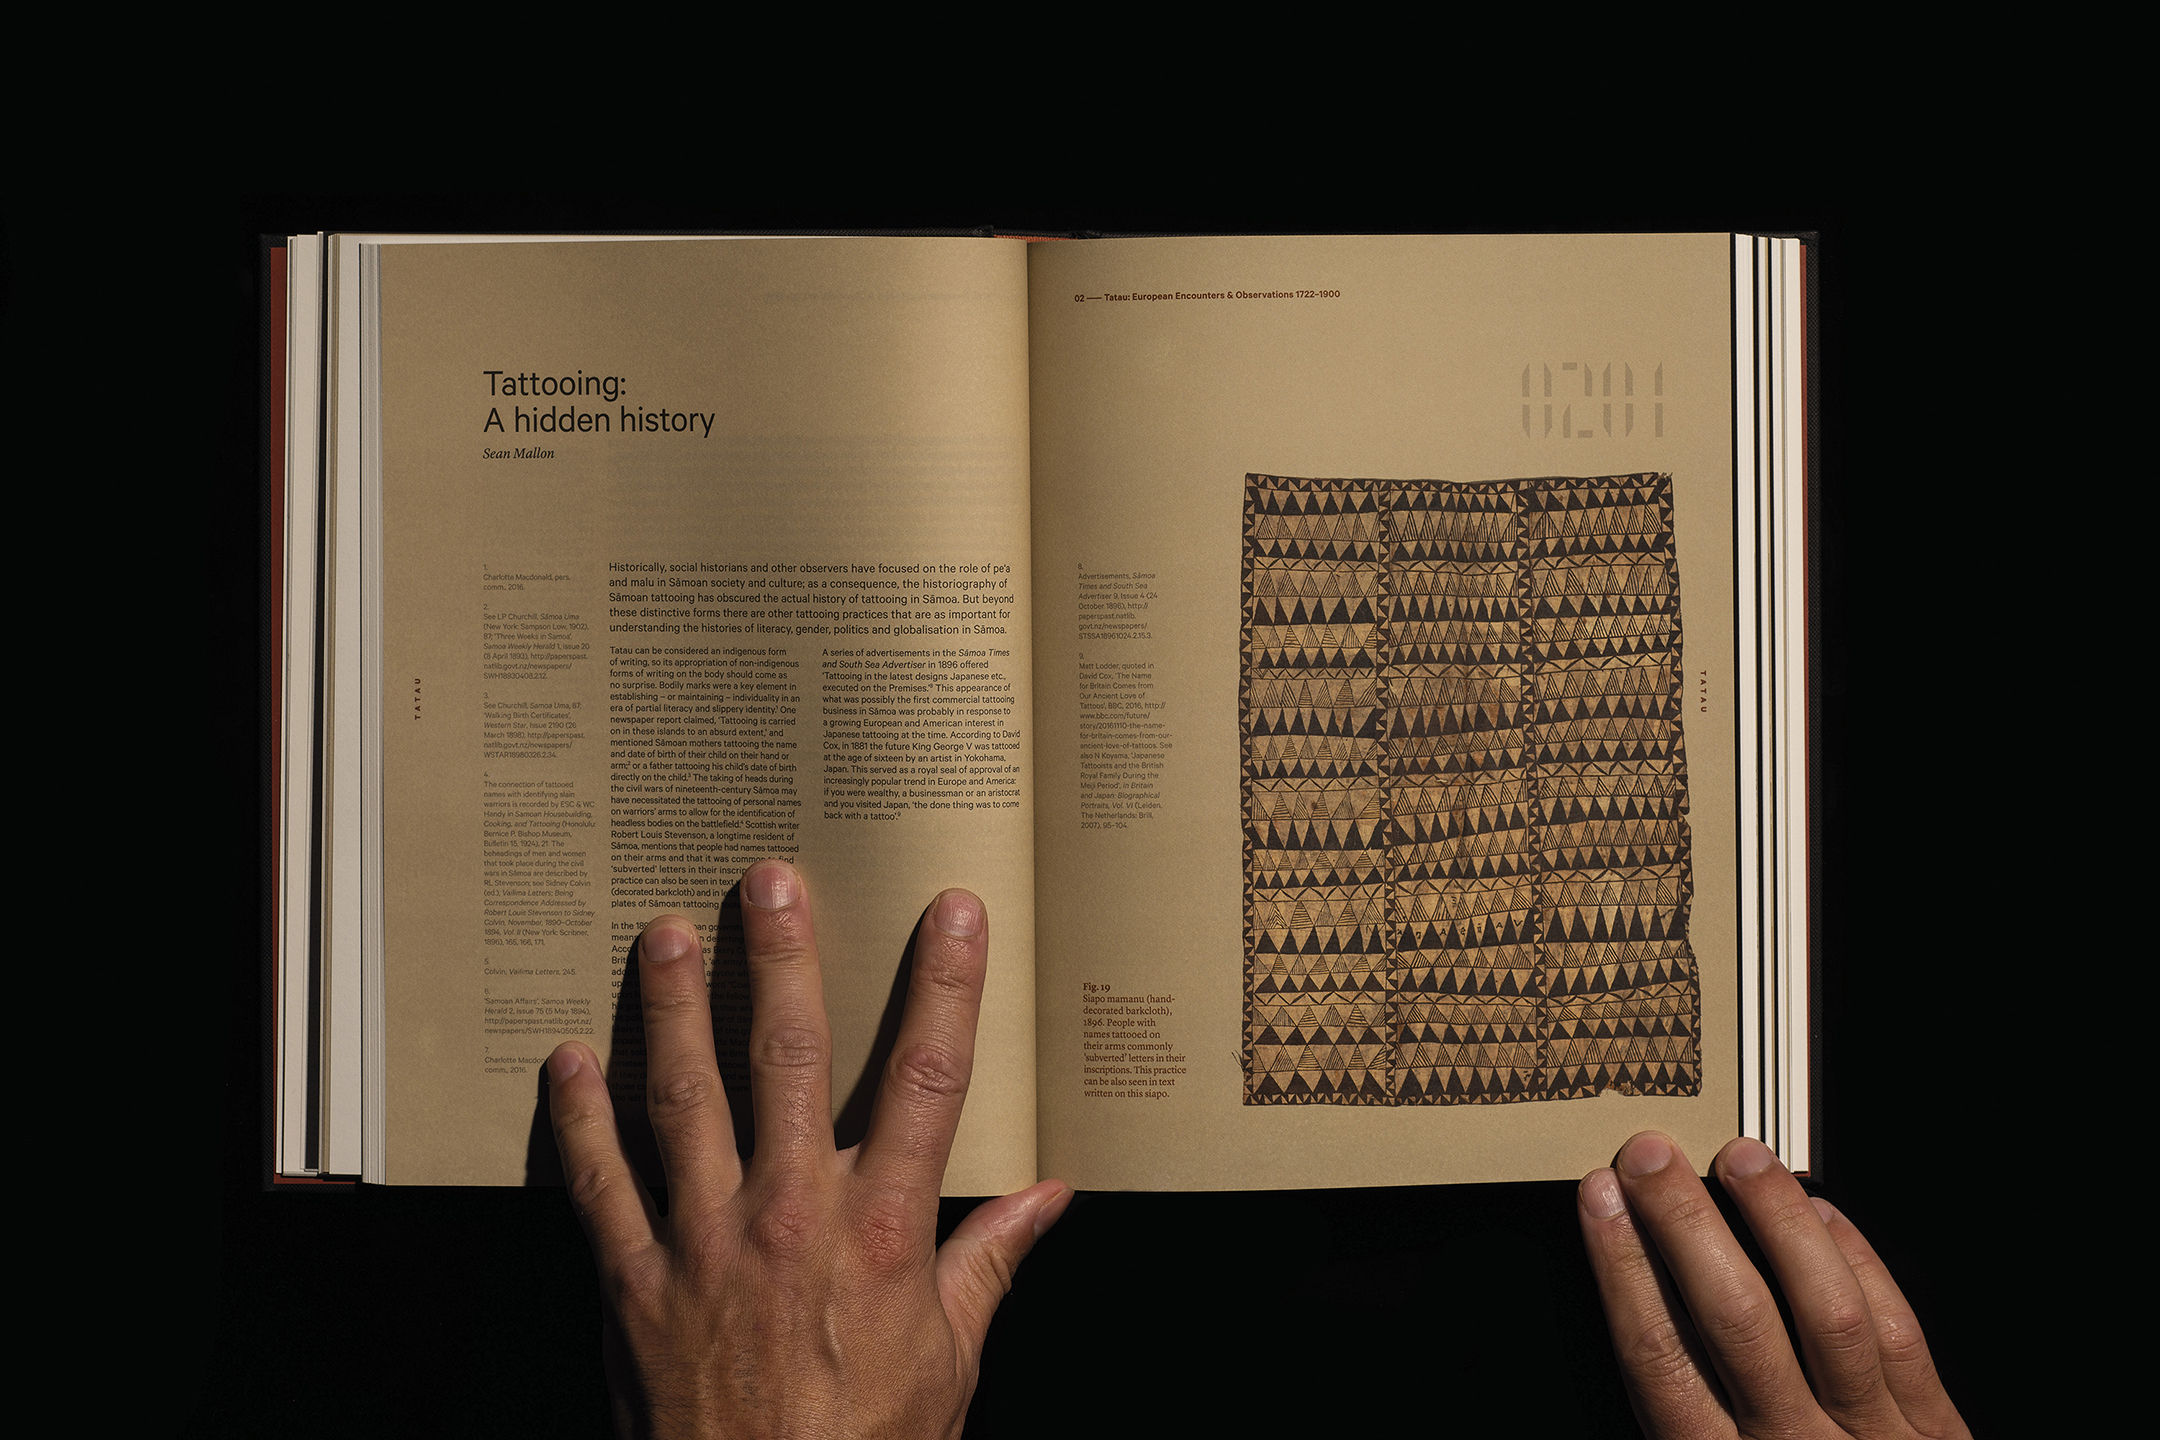 Tattooing:
A hidden history
Sean Mallon
Historically, social historians and other observers have focused on the role of pe'a
and malu in Sāmoan society and culture; as a consequence, the historiography of
Sāmoan tattooing has obscured the actual history of tattooing in Sāmoa. But beyond
these distinctive forms there are other tattooing practices that are as important for
understanding the histories of literacy, gender, politics and globalisation in Sāmoa.
Tatau can be considered an indigenous form
of writing, so its appropriation of non-indigenous
forms of writing on the body should come as
no surprise. Bodily marks were a key element in
establishing – or maintaining – individuality in an
era of partial literacy and slippery identity.¹ One
newspaper report claimed, 'Tattooing is carried
on in these islands to an absurd extent,' and
mentioned Sāmoan mothers tattooing the name
and date of birth of their child on their hand or
arm;² or a father tattooing his child's date of birth
directly on the child.³ The taking of heads during
the civil wars of nineteenth-century Sāmoa may
have necessitated the tattooing of personal names
on warriors' arms to allow for the identification of
headless bodies on the battlefield.⁴ Scottish writer
Robert Louis Stevenson, a longtime resident of
Sāmoa, mentions that people had names tattooed
on their arms and that it was common to find
'subverted' letters in their
practice can also be seen in text
(decorated barkcloth) and in
plates of Sāmoan tattooing
In the
means
A series of advertisements in the Sāmoa Times
and South Sea Advertiser in 1896 offered
'Tattooing in the latest designs Japanese etc.,
executed on the Premises.'⁸ This appearance of
what was possibly the first commercial tattooing
business in Sāmoa was probably in response to
a growing European and American interest in
Japanese tattooing at the time. According to David
Cox, in 1881 the future King George V was tattooed
at the age of sixteen by an artist in Yokohama,
Japan. This served as a royal seal of approval of an
increasingly popular trend in Europe and America:
if you were wealthy, a businessman or an aristocrat
and you visited Japan, 'the done thing was to come
back with a tattoo'.⁹
1.
Charlotte Macdonald, pers.
comm., 2016.
2.
See LP Churchill, Sāmoa Uma
(New York: Sampson Low, 1902),
87; 'Three Weeks in Samoa',
Samoa Weekly Herald 1, issue 20
(8 April 1893), http://paperspast.
natlib.govt.nz/newspapers/
SWH18930408.2.12.
3.
See Churchill, Samoa Uma, 87;
'Walking Birth Certificates',
Western Star, issue 2190 (26
March 1898), http://paperspast.
natlib.govt.nz/newspapers/
WSTAR18980326.2.34.
4.
The connection of tattooed
names with identifying slain
warriors is recorded by ESC & WC
Handy in Samoan Housebuilding,
Cooking, and Tattooing (Honolulu:
Bernice P. Bishop Museum,
Bulletin 15, 1924), 21. The
beheadings of men and women
that took place during the civil
wars in Sāmoa are described by
RL Stevenson; see Sidney Colvin
(ed.), Vailima Letters; Being
Correspondence Addressed by
Robert Louis Stevenson to Sidney
Colvin, November, 1890–October
1894, Vol. II (New York: Scribner,
1896), 165, 166, 171.
5.
Colvin, Vailima Letters, 245.
6.
'Samoan Affairs', Samoa Weekly
Herald 2, issue 75 (5 May 1894),
http://paperspast.natlib.govt.nz/
newspapers/SWH18940505.2.22.
7.
Charlotte
comm., 2016.
TATAU
02 — Tatau: European Encounters & Observations 1722–1900
0201
8.
Advertisements, Sāmoa
Times and South Sea
Advertiser 9, Issue 4 (24
October 1896), http://
paperspast.natlib.
govt.nz/newspapers/
STSSA18961024.2.15.3.
9.
Matt Lodder, quoted in
David Cox, 'The Name
for Britain Comes from
Our Ancient Love of
Tattoos', BBC, 2016, http://
www.bbc.com/future/
story/20161110-the-name-
for-britain-comes-from-our-
ancient-love-of-tattoos. See
also N Koyama, 'Japanese
Tattooists and the British
Royal Family During the
Meiji Period', in Britain
and Japan: Biographical
Portraits, Vol. VI (Leiden,
The Netherlands: Brill,
2007), 95–104.
Fig. 19
Siapo mamanu (hand-
decorated barkcloth),
1896. People with
names tattooed on
their arms commonly
'subverted' letters in their
inscriptions. This practice
can be also seen in text
written on this siapo.
TATAU